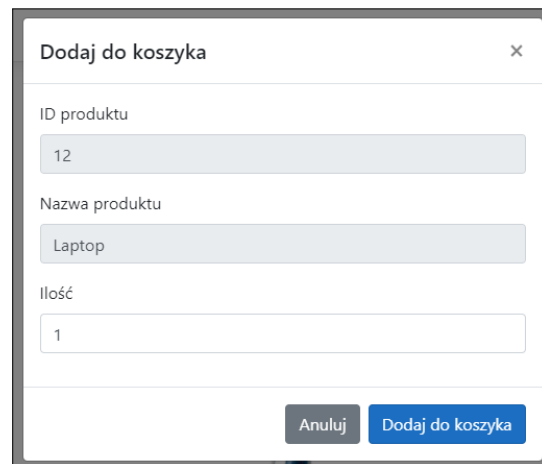 Dodaj do koszyka ×
ID produktu
12
Nazwa produktu
Laptop
Ilość
1
Anuluj Dodaj do koszyka